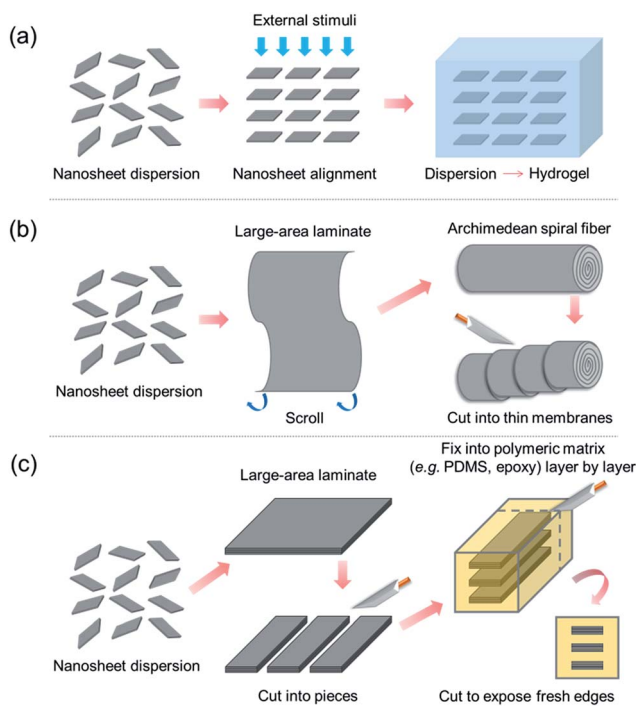 (a)
External stimuli
Nanosheet dispersion
Nanosheet alignment
Dispersion → Hydrogel
(b)
Large-area laminate
Archimedean spiral fiber
Nanosheet dispersion
Scroll
Cut into thin membranes
(c)
Large-area laminate
Fix into polymeric matrix
(e.g. PDMS, epoxy) layer by layer
Nanosheet dispersion
Cut into pieces
Cut to expose fresh edges